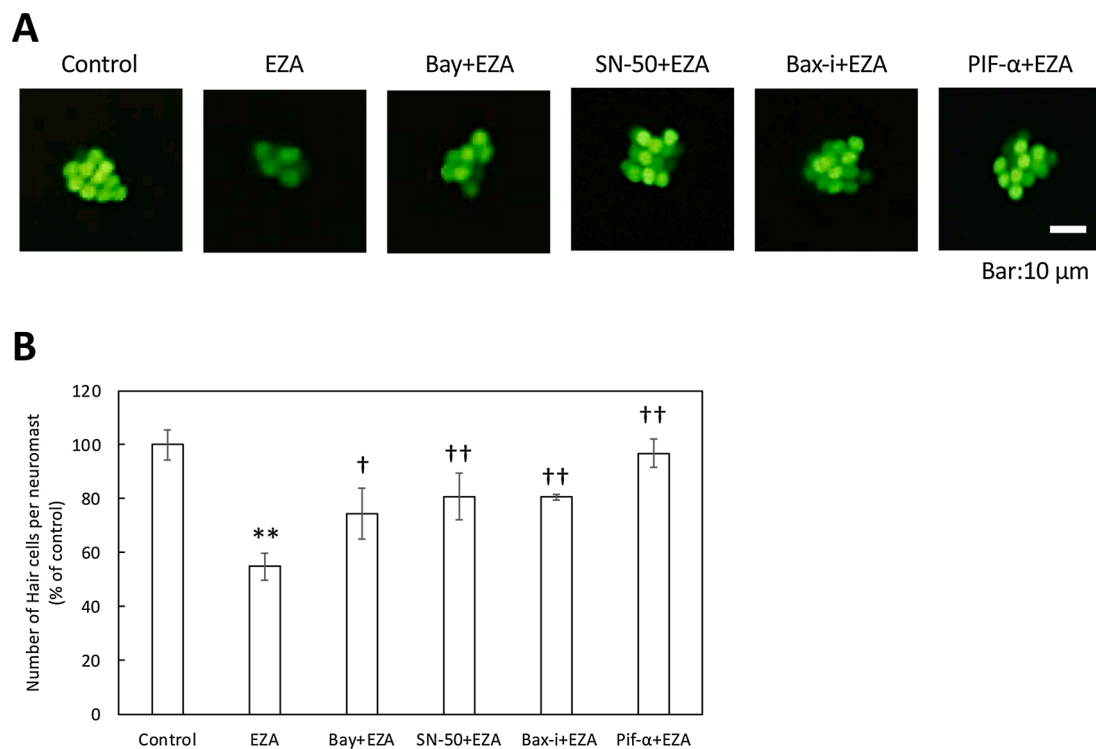 A
Control EZA Bay+EZA SN-50+EZA Bax-i+EZA PIF-α+EZA
Bar:10 μm
B
Number of Hair cells per neuromast
(% of control)
120
100
80
60
40
20
0
**
†
††
††
††
Control EZA Bay+EZA SN-50+EZA Bax-i+EZA Pif-α+EZA